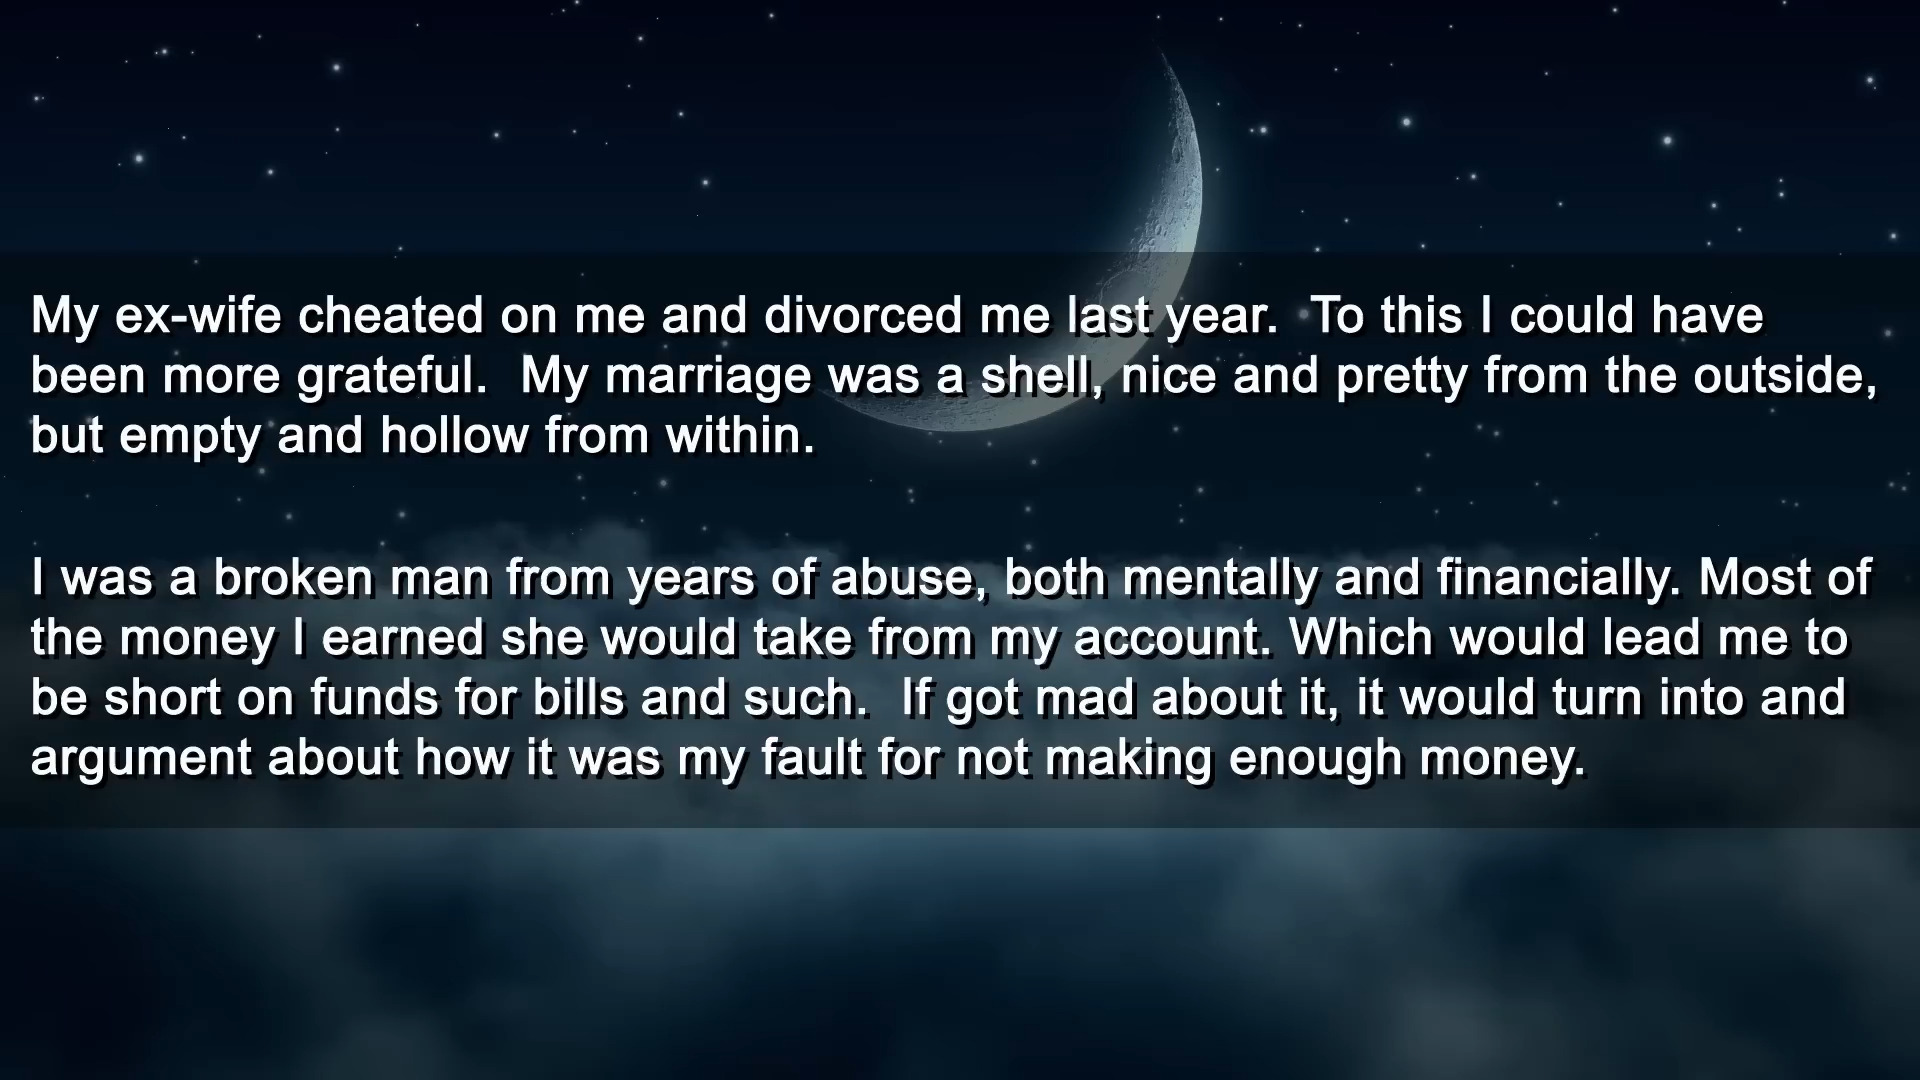 My ex-wife cheated on me and divorced me last year.  To this I could have
been more grateful.  My marriage was a shell, nice and pretty from the outside,
but empty and hollow from within.
I was a broken man from years of abuse, both mentally and financially. Most of
the money I earned she would take from my account. Which would lead me to
be short on funds for bills and such.  If got mad about it, it would turn into and
argument about how it was my fault for not making enough money.